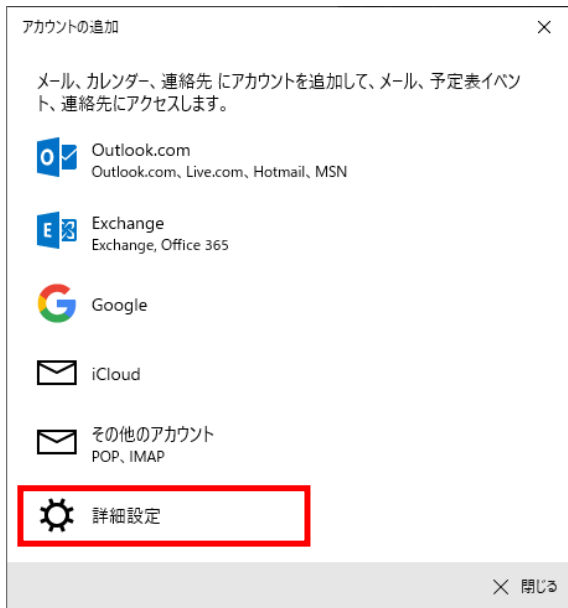 アカウントの追加
メール、カレンダー、連絡先 にアカウントを追加して、メール、予定表イベン
ト、連絡先にアクセスします。
Outlook.com
Outlook.com、Live.com、Hotmail、MSN
Exchange
Exchange, Office 365
Google
iCloud
その他のアカウント
POP、IMAP
詳細設定
閉じる